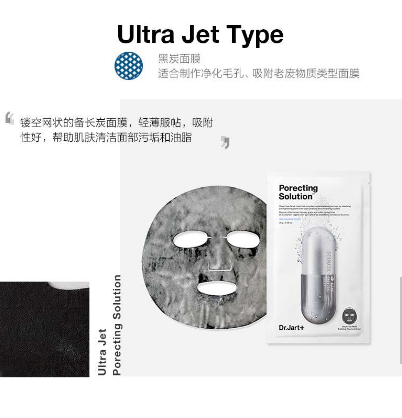 Ultra Jet Type
黑炭面膜
适合制作净化毛孔、吸附老废物质类型面膜
“镂空网状的备长炭面膜，轻薄服帖，吸附
性好，帮助肌肤清洁面部污垢和油脂”
Porecting
Solution
Dr.Jart+
Ultra Jet
Porecting Solution